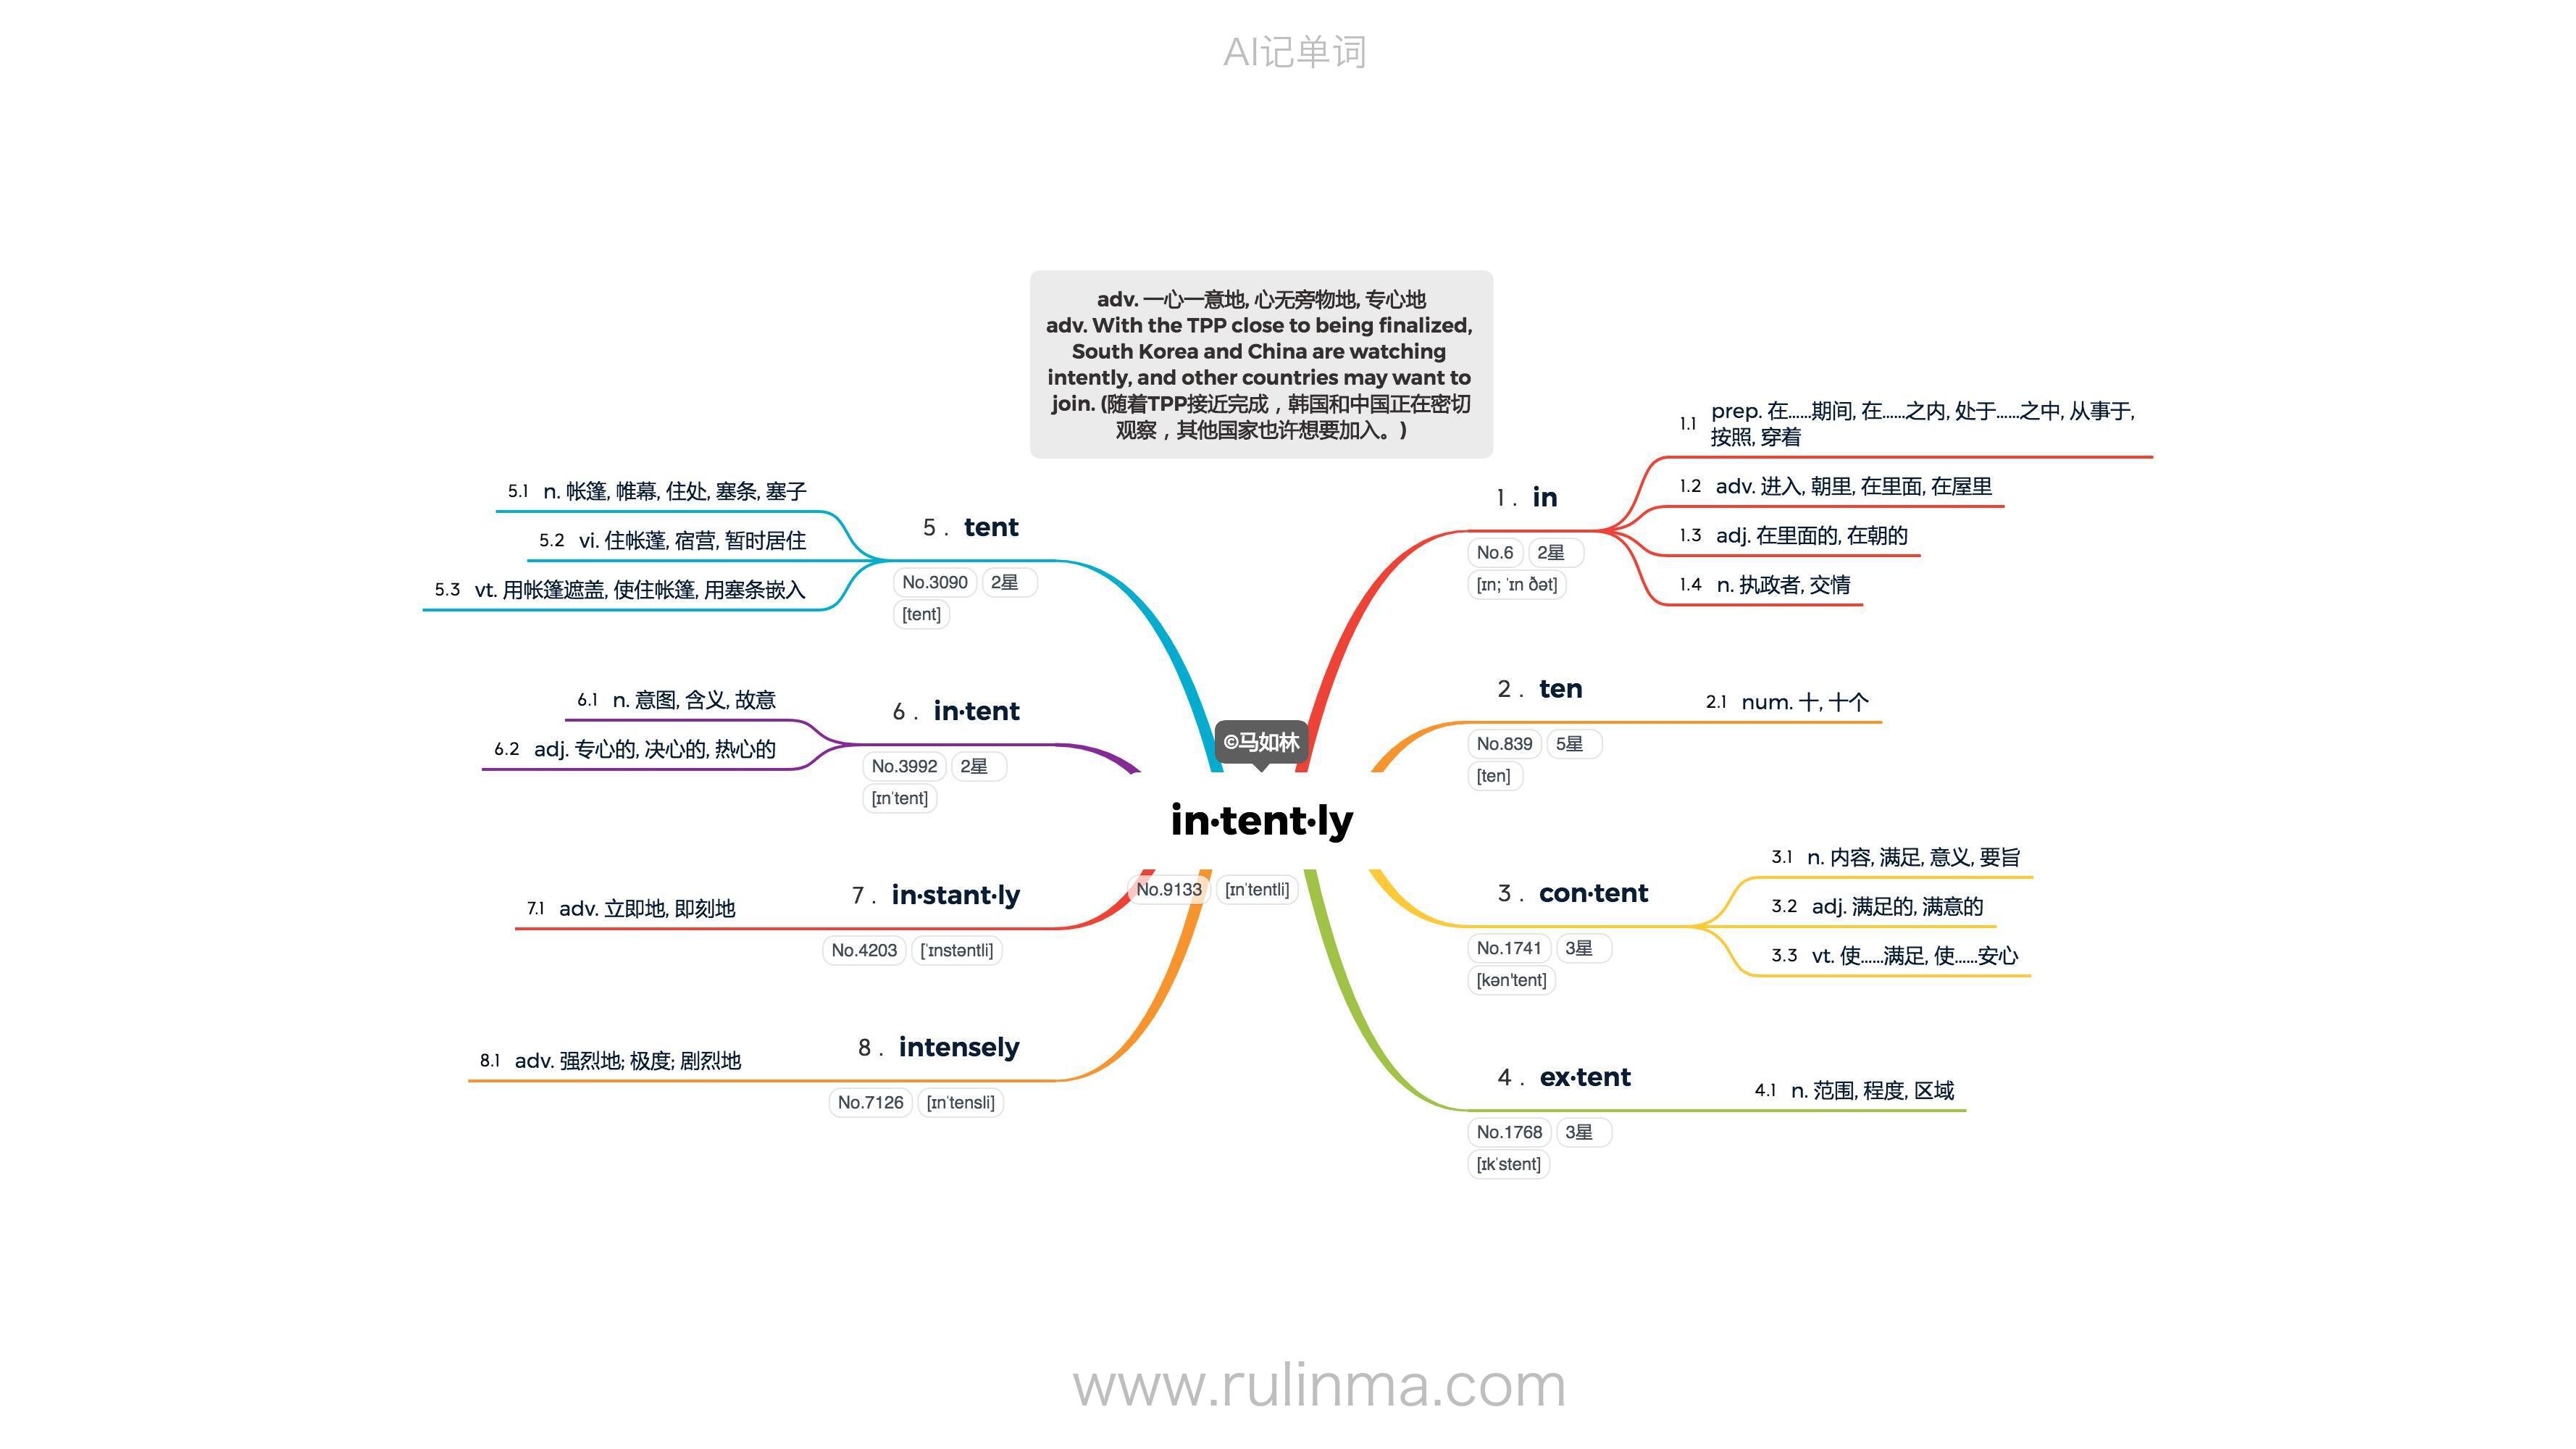 AI记单词
adv. 一心一意地, 心无旁物地, 专心地
adv. With the TPP close to being finalized,
South Korea and China are watching
intently, and other countries may want to
join. (随着TPP接近完成，韩国和中国正在密切
观察，其他国家也许想要加入。)
©马如林
in·tent·ly
No.9133 [ɪnˈtentli]
1. in
No.6 2星
[ɪn; ˈɪn ðət]
1.1 prep. 在......期间, 在......之内, 处于......之中, 从事于,
按照, 穿着
1.2 adv. 进入, 朝里, 在里面, 在屋里
1.3 adj. 在里面的, 在朝的
1.4 n. 执政者, 交情
2. ten
No.839 5星
[ten]
2.1 num. 十, 十个
3. con·tent
No.1741 3星
[kən'tent]
3.1 n. 内容, 满足, 意义, 要旨
3.2 adj. 满足的, 满意的
3.3 vt. 使......满足, 使......安心
4. ex·tent
No.1768 3星
[ɪkˈstent]
4.1 n. 范围, 程度, 区域
5. tent
No.3090 2星
[tent]
5.1 n. 帐篷, 帷幕, 住处, 塞条, 塞子
5.2 vi. 住帐蓬, 宿营, 暂时居住
5.3 vt. 用帐篷遮盖, 使住帐篷, 用塞条嵌入
6. in·tent
No.3992 2星
[ɪnˈtent]
6.1 n. 意图, 含义, 故意
6.2 adj. 专心的, 决心的, 热心的
7. in·stant·ly
No.4203 [ˈɪnstəntli]
7.1 adv. 立即地, 即刻地
8. intensely
No.7126 [ɪnˈtensli]
8.1 adv. 强烈地; 极度; 剧烈地
www.rulinma.com